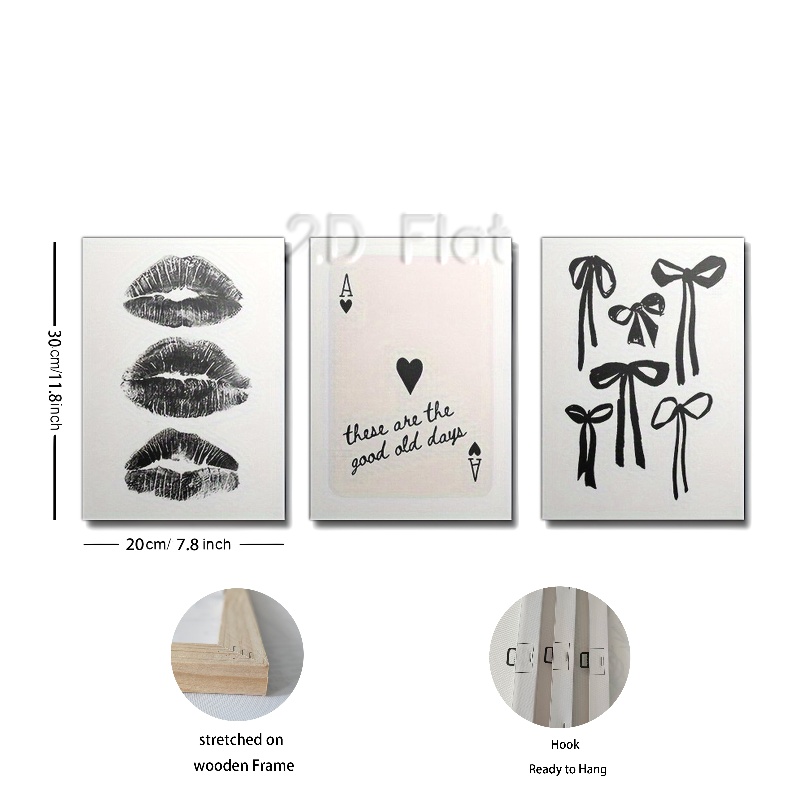 2D Flat
A
these are the
good old days
A
30cm/11.8inch
20cm/ 7.8 inch
stretched on
wooden Frame
Hook
Ready to Hang